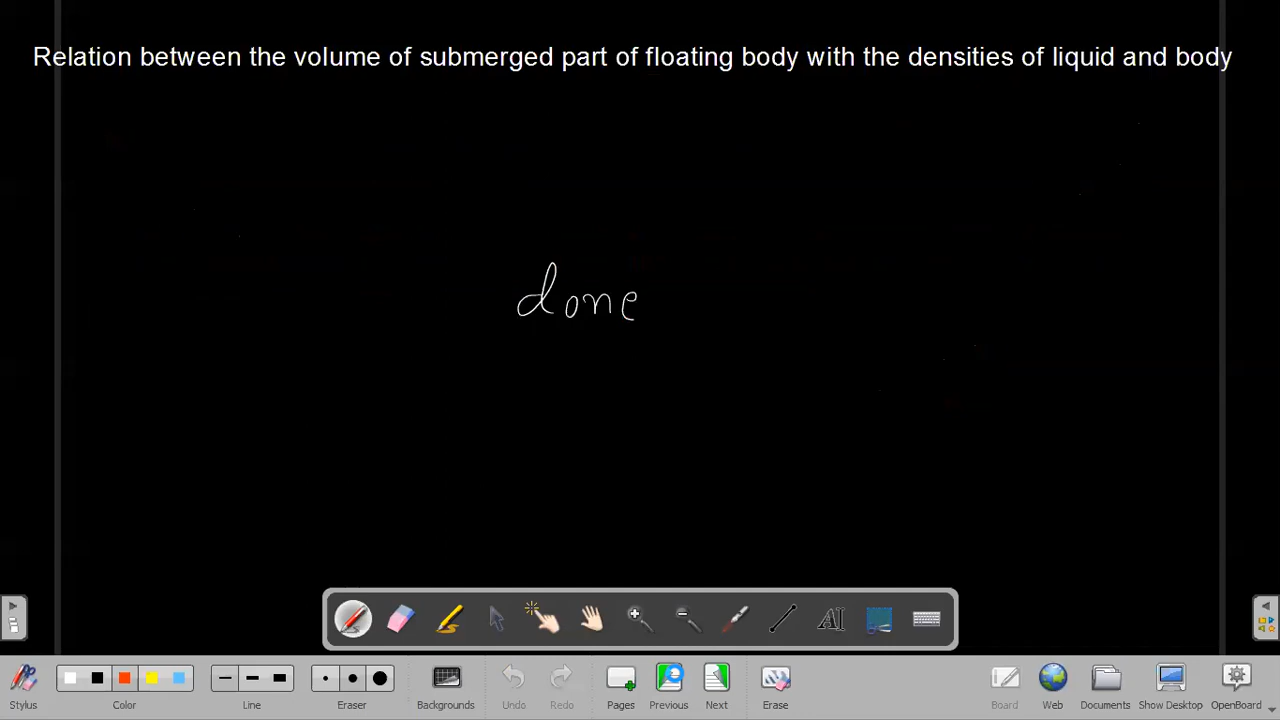 Relation between the volume of submerged part of floating body with the densities of liquid and body
done
Stylus Color Line Eraser Backgrounds Undo Redo Pages Previous Next Erase Board Web Documents Show Desktop OpenBoard